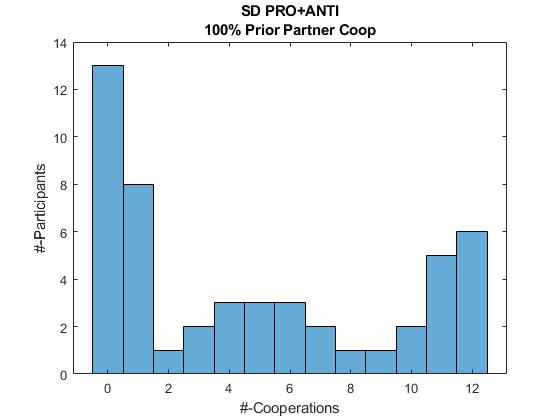 SD PRO+ANTI
100% Prior Partner Coop
14
12
10
8
6
4
2
0
#-Participants
0 2 4 6 8 10 12
#-Cooperations